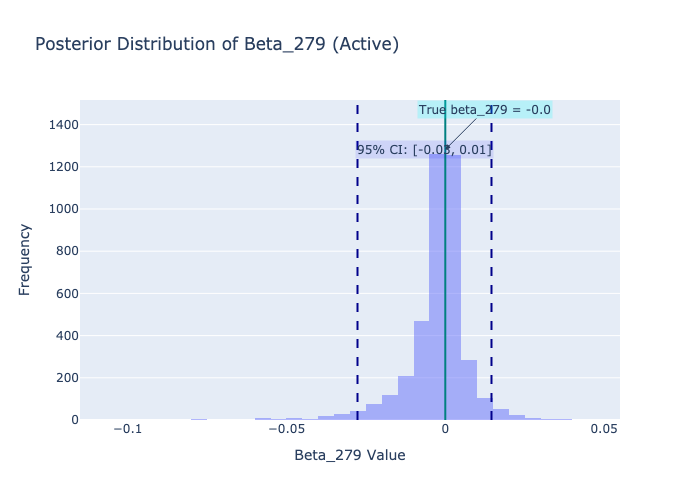 Posterior Distribution of Beta_279 (Active)
True beta_279 = -0.0
95% CI: [-0.03, 0.01]
1400
1200
1000
800
600
400
200
0
Frequency
−0.1
−0.05
0
0.05
Beta_279 Value